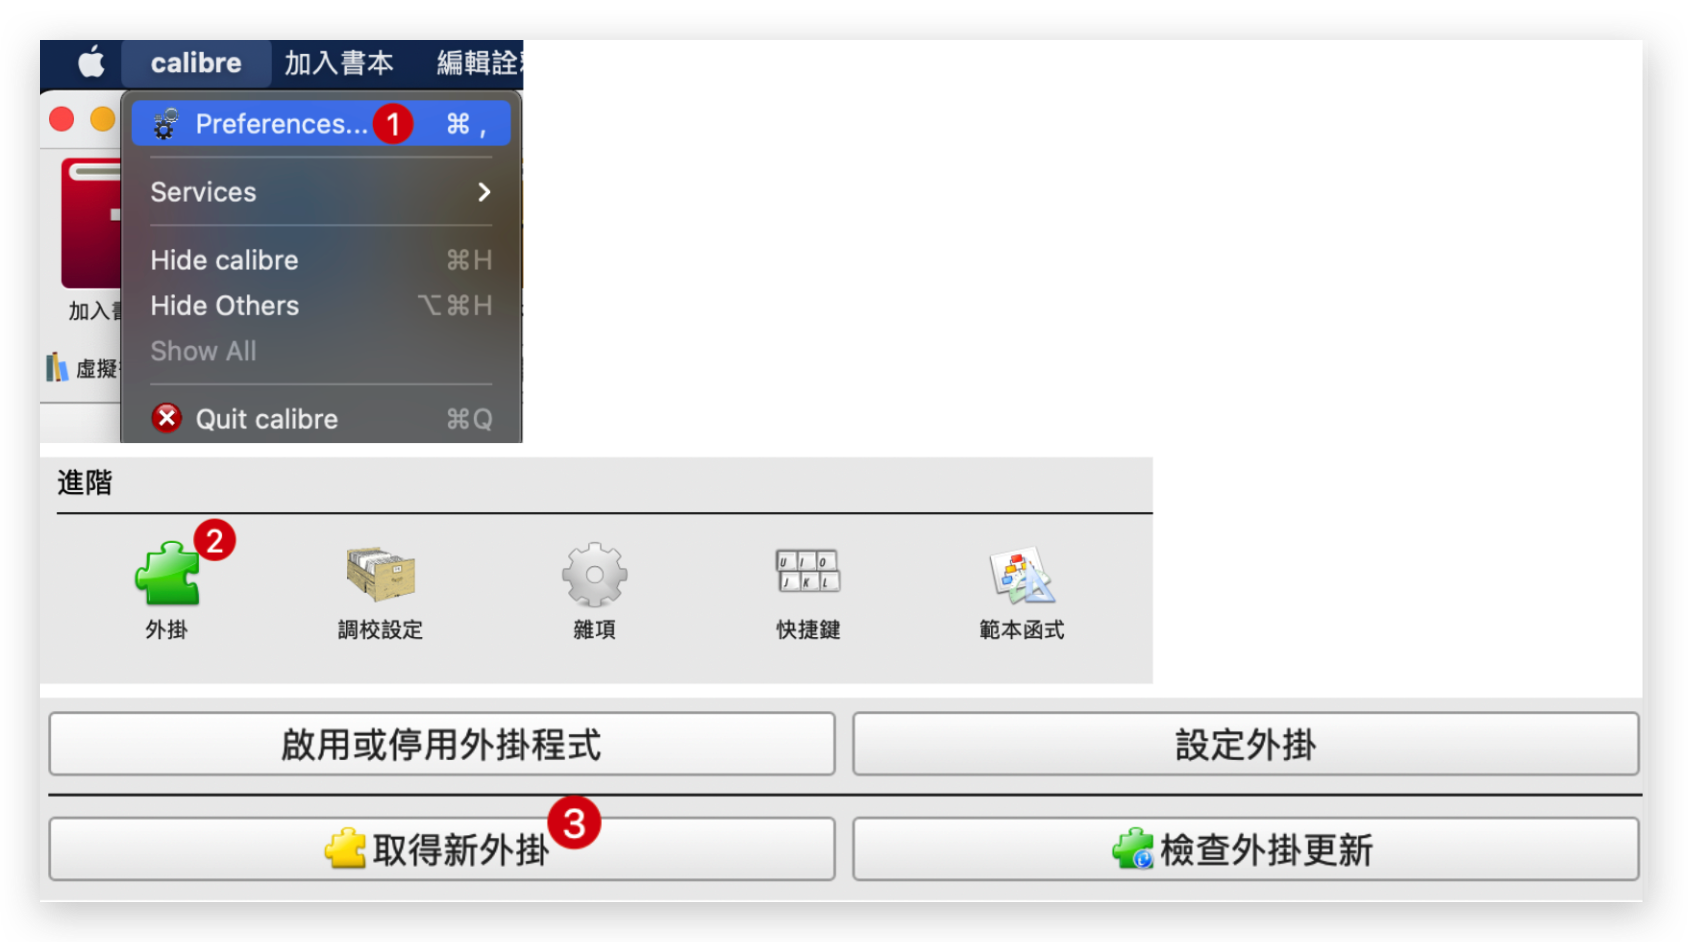 calibre 加入書本 編輯詮
Preferences... 1 ⌘ ,
Services
Hide calibre ⌘H
加入
Hide Others ⌥⌘H
Show All
虛擬
Quit calibre ⌘Q
進階
2
U I O
J K L
外掛 調校設定 雜項 快捷鍵 範本函式
啟用或停用外掛程式 設定外掛
取得新外掛 3 檢查外掛更新